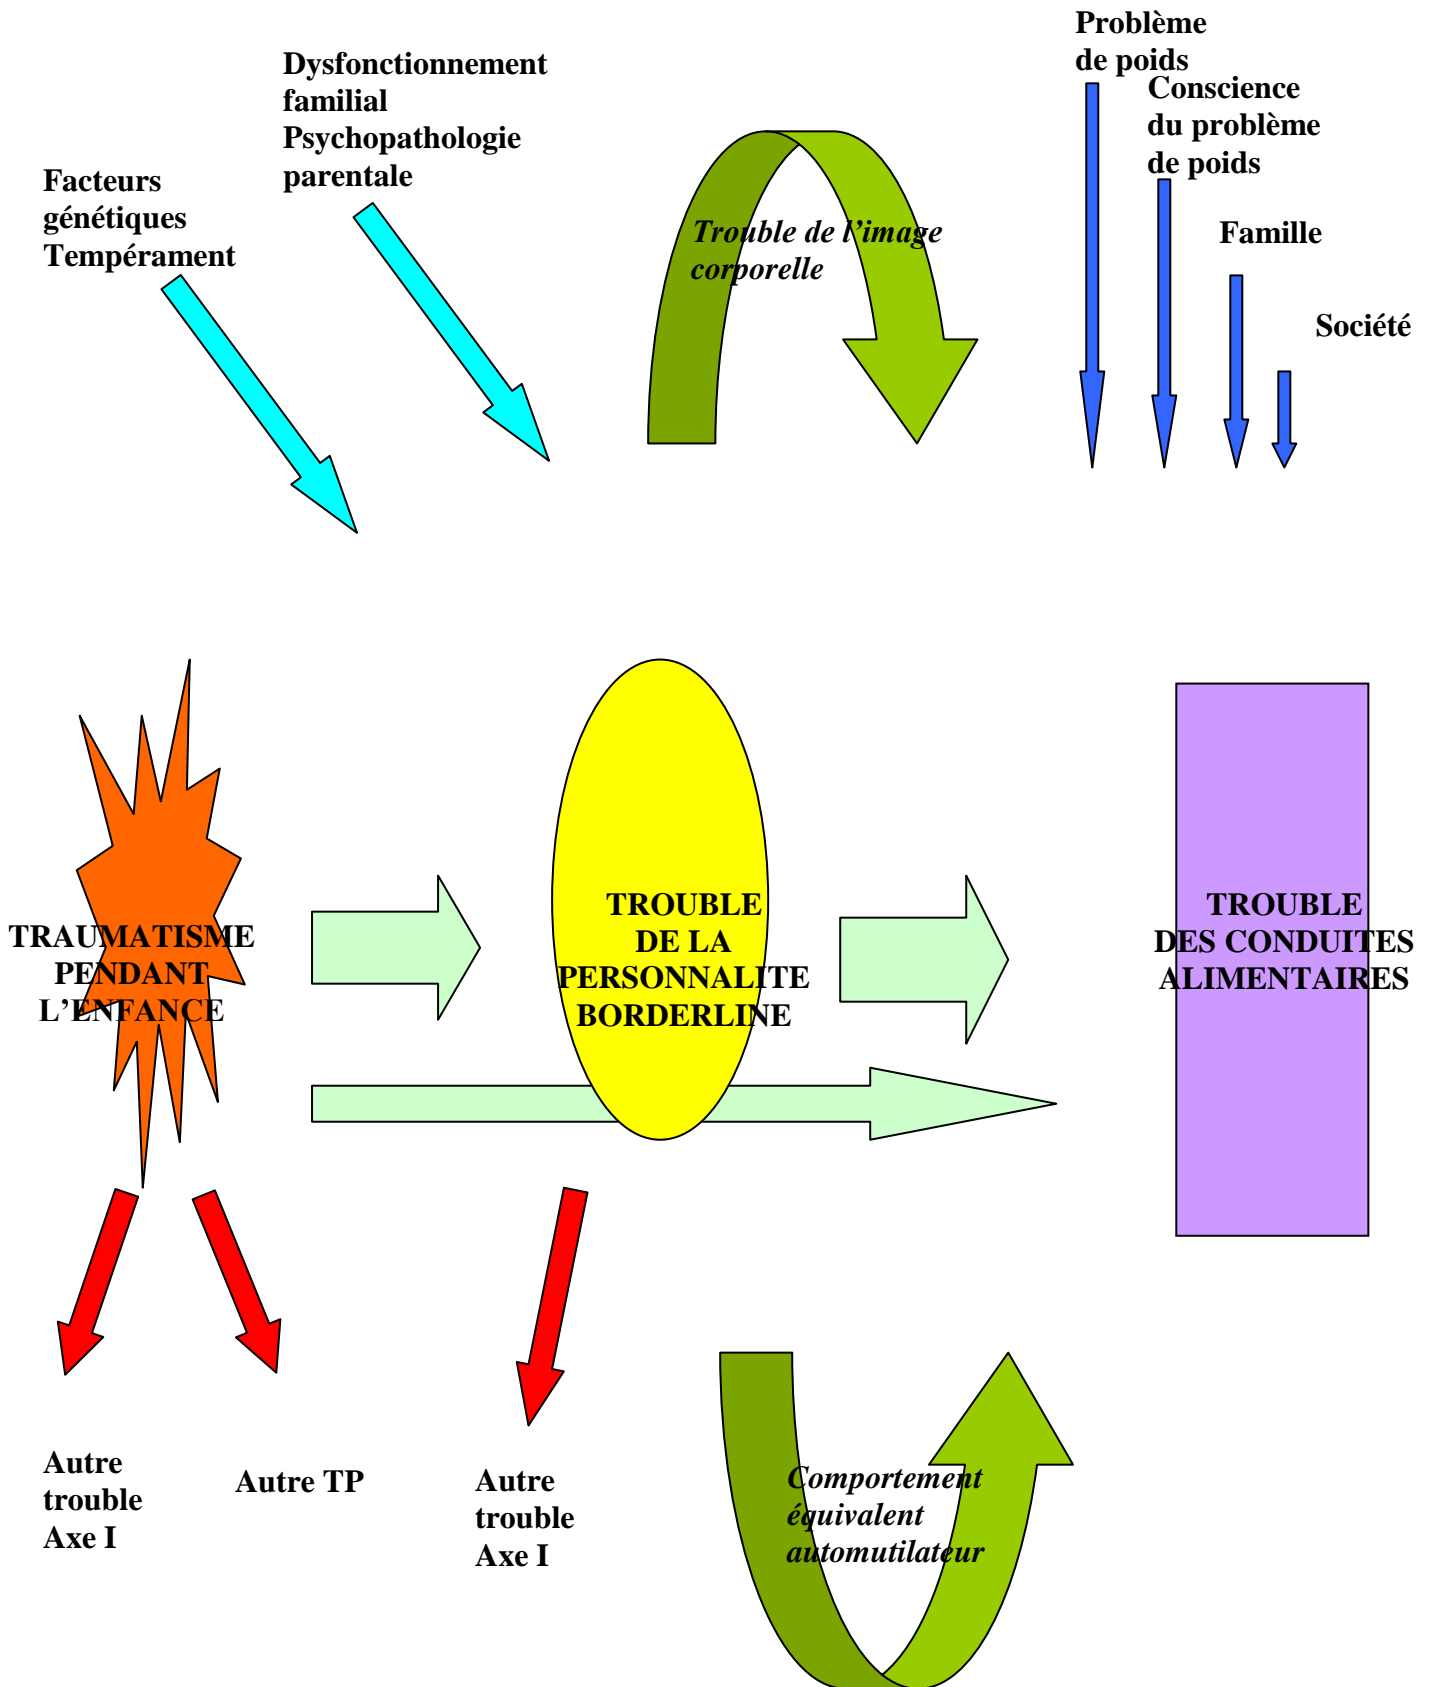 Problème
de poids
Conscience
du problème
de poids
Famille
Société
Dysfonctionnement
familial
Psychopathologie
parentale
Facteurs
génétiques
Tempérament
Trouble de l'image
corporelle
TRAUMATISME
PENDANT
L'ENFANCE
TROUBLE
DE LA
PERSONNALITE
BORDERLINE
TROUBLE
DES CONDUITES
ALIMENTAIRES
Autre
trouble
Axe I
Autre TP
Autre
trouble
Axe I
Comportement
équivalent
automutilateur